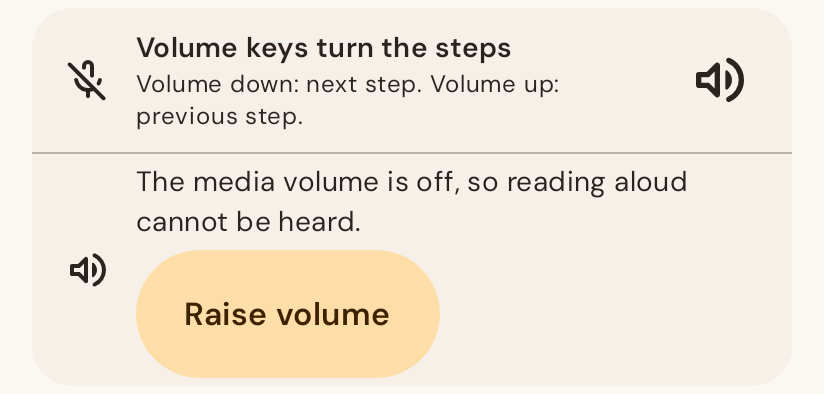 Volume keys turn the steps
Volume down: next step. Volume up:
previous step.
The media volume is off, so reading aloud
cannot be heard.
Raise volume